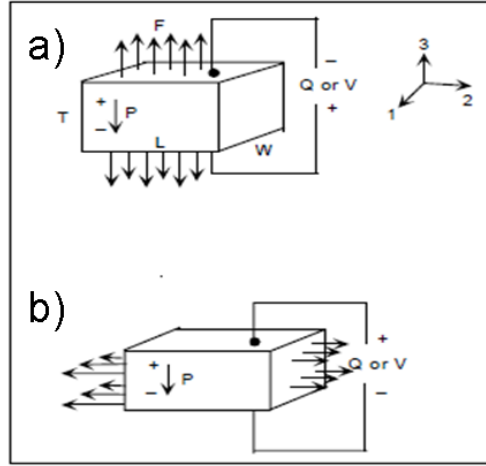 a)
F
–
Q or V
+
3
1
2
T
+
–
P
L
W
b)
+
Q or V
–
+
–
P